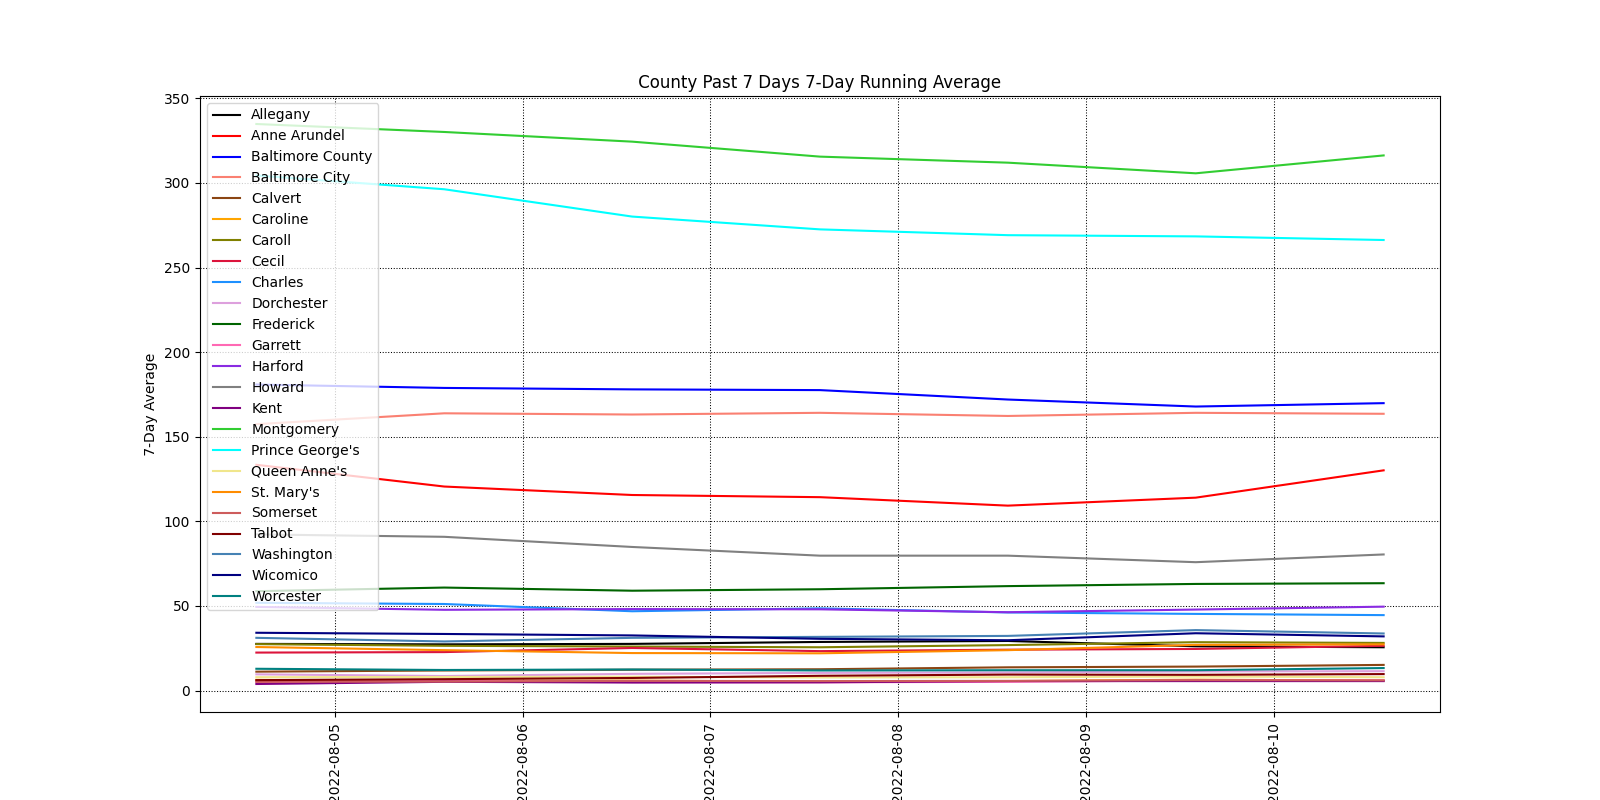 County Past 7 Days 7-Day Running Average
7-Day Average
350
300
250
200
150
100
50
0
Allegany
Anne Arundel
Baltimore County
Baltimore City
Calvert
Caroline
Caroll
Cecil
Charles
Dorchester
Frederick
Garrett
Harford
Howard
Kent
Montgomery
Prince George's
Queen Anne's
St. Mary's
Somerset
Talbot
Washington
Wicomico
Worcester
2022-08-05
2022-08-06
2022-08-07
2022-08-08
2022-08-09
2022-08-10